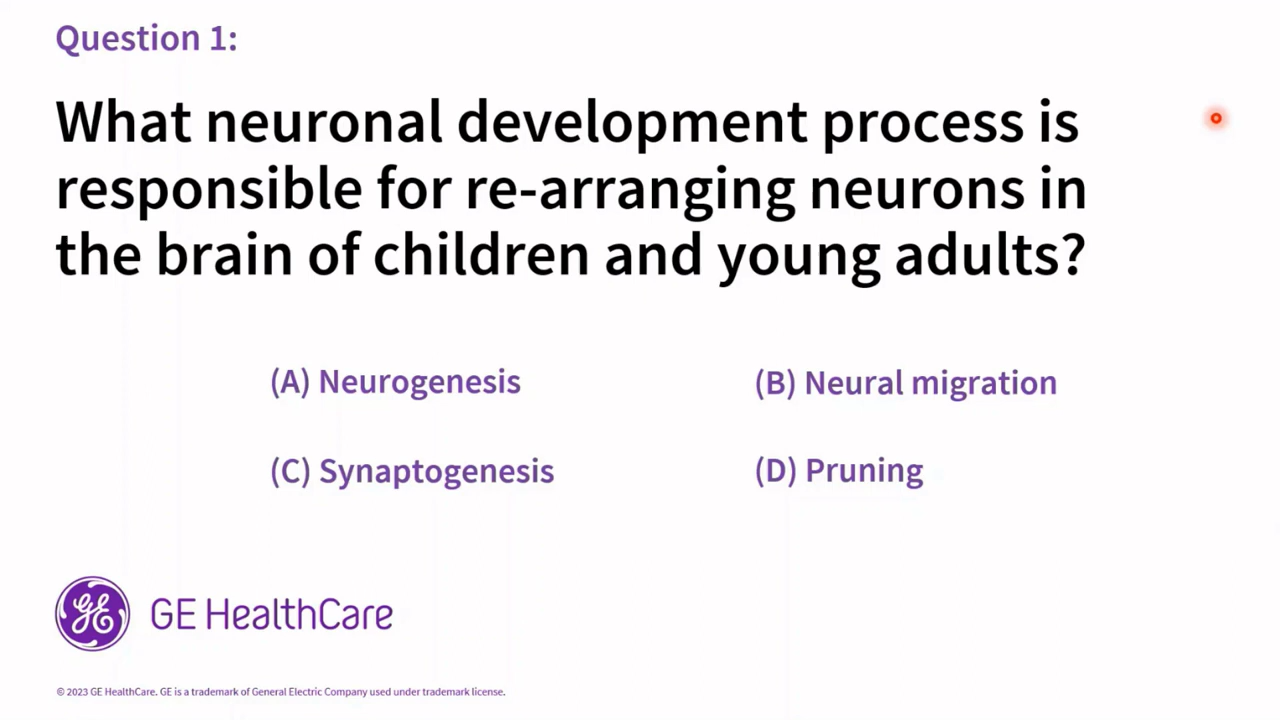 Question 1:
What neuronal development process is
responsible for re-arranging neurons in
the brain of children and young adults?
(A) Neurogenesis
(B) Neural migration
(C) Synaptogenesis
(D) Pruning
GE HealthCare
© 2023 GE HealthCare. GE is a trademark of General Electric Company used under trademark license.